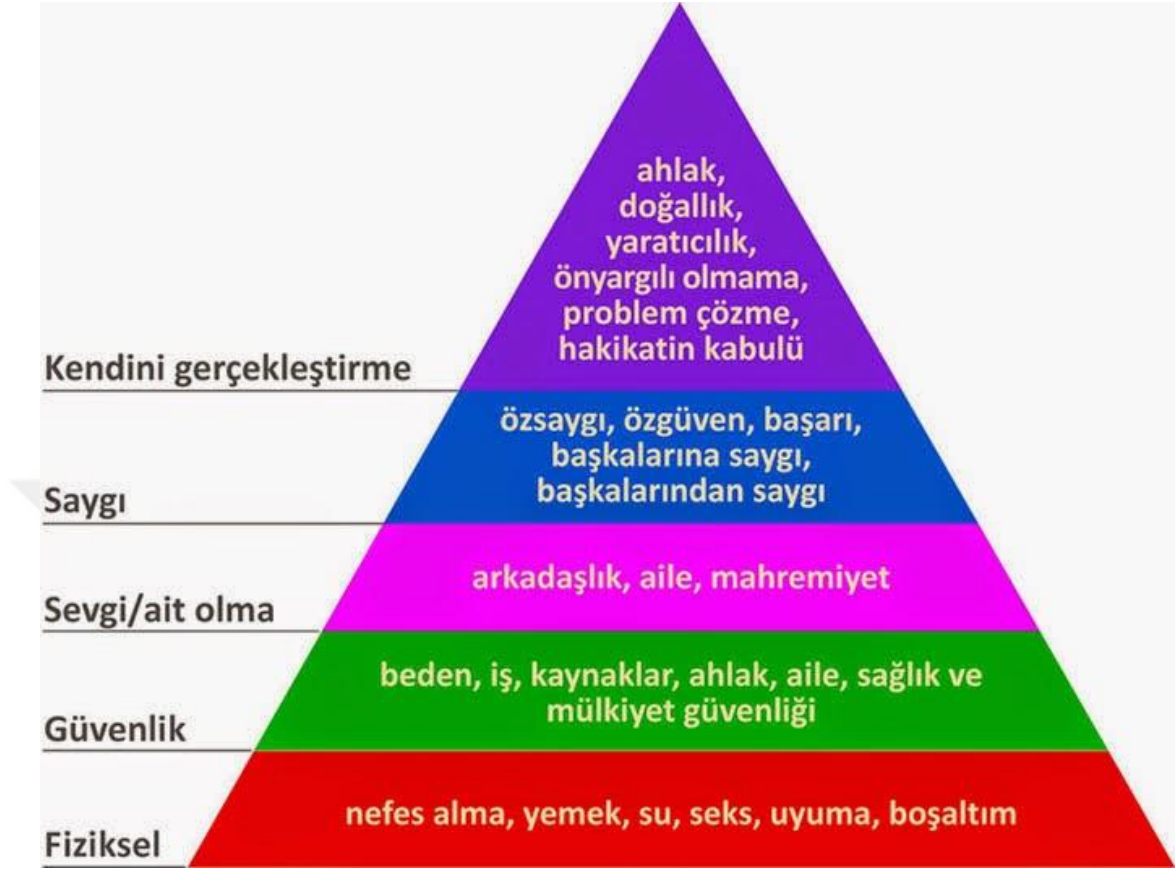 ahlak,
doğallık,
yaratıcılık,
önyargılı olmama,
problem çözme,
hakikatin kabulü
Kendini gerçekleştirme
özsaygı, özgüven, başarı,
başkalarına saygı,
başkalarından saygı
Saygı
arkadaşlık, aile, mahremiyet
Sevgi/ait olma
beden, iş, kaynaklar, ahlak, aile, sağlık ve
mülkiyet güvenliği
Güvenlik
nefes alma, yemek, su, seks, uyuma, boşaltım
Fiziksel